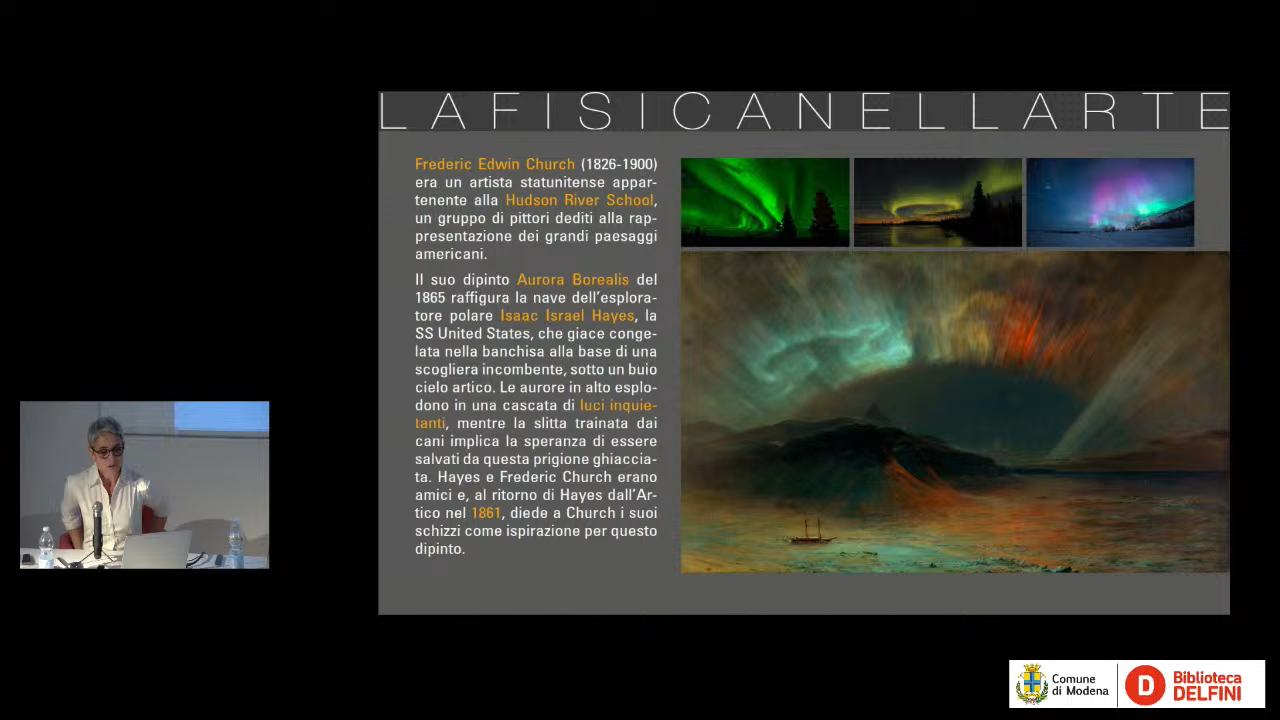 LAFISICANELLARTE
Frederic Edwin Church (1826-1900)
era un artista statunitense appar-
tenente alla Hudson River School,
un gruppo di pittori dediti alla rap-
presentazione dei grandi paesaggi
americani.
Il suo dipinto Aurora Borealis del
1865 raffigura la nave dell'esplora-
tore polare Isaac Israel Hayes, la
SS United States, che giace conge-
lata nella banchisa alla base di una
scogliera incombente, sotto un buio
cielo artico. Le aurore in alto esplo-
dono in una cascata di luci inquie-
tanti, mentre la slitta trainata dai
cani implica la speranza di essere
salvati da questa prigione ghiaccia-
ta. Hayes e Frederic Church erano
amici e, al ritorno di Hayes dall'Ar-
tico nel 1861, diede a Church i suoi
schizzi come ispirazione per questo
dipinto.
Comune
di Modena
D
Biblioteca
DELFINI